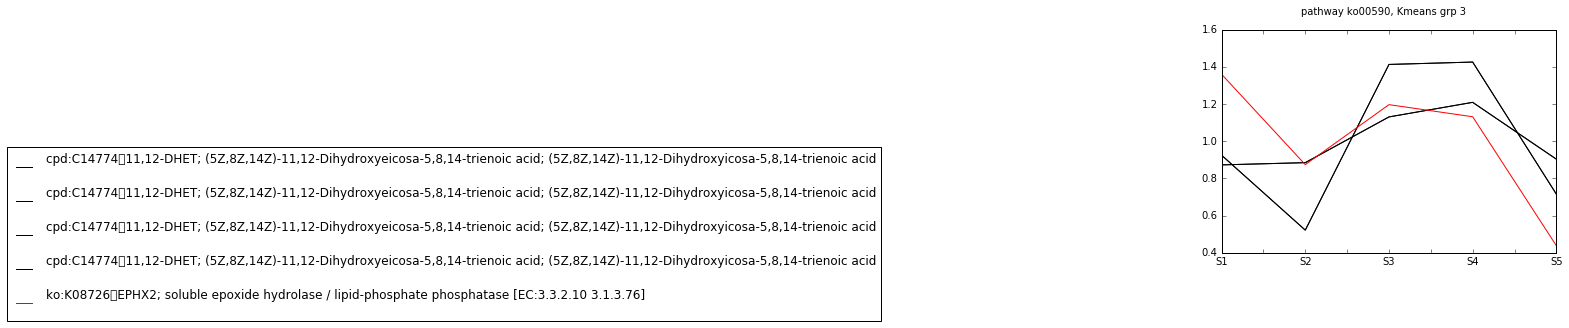 pathway ko00590, Kmeans grp 3
1.6
1.4
1.2
1.0
0.8
0.6
0.4
S1 S2 S3 S4 S5
cpd:C14774▯11,12-DHET; (5Z,8Z,14Z)-11,12-Dihydroxyeicosa-5,8,14-trienoic acid; (5Z,8Z,14Z)-11,12-Dihydroxyicosa-5,8,14-trienoic acid
cpd:C14774▯11,12-DHET; (5Z,8Z,14Z)-11,12-Dihydroxyeicosa-5,8,14-trienoic acid; (5Z,8Z,14Z)-11,12-Dihydroxyicosa-5,8,14-trienoic acid
cpd:C14774▯11,12-DHET; (5Z,8Z,14Z)-11,12-Dihydroxyeicosa-5,8,14-trienoic acid; (5Z,8Z,14Z)-11,12-Dihydroxyicosa-5,8,14-trienoic acid
cpd:C14774▯11,12-DHET; (5Z,8Z,14Z)-11,12-Dihydroxyeicosa-5,8,14-trienoic acid; (5Z,8Z,14Z)-11,12-Dihydroxyicosa-5,8,14-trienoic acid
ko:K08726▯EPHX2; soluble epoxide hydrolase / lipid-phosphate phosphatase [EC:3.3.2.10 3.1.3.76]